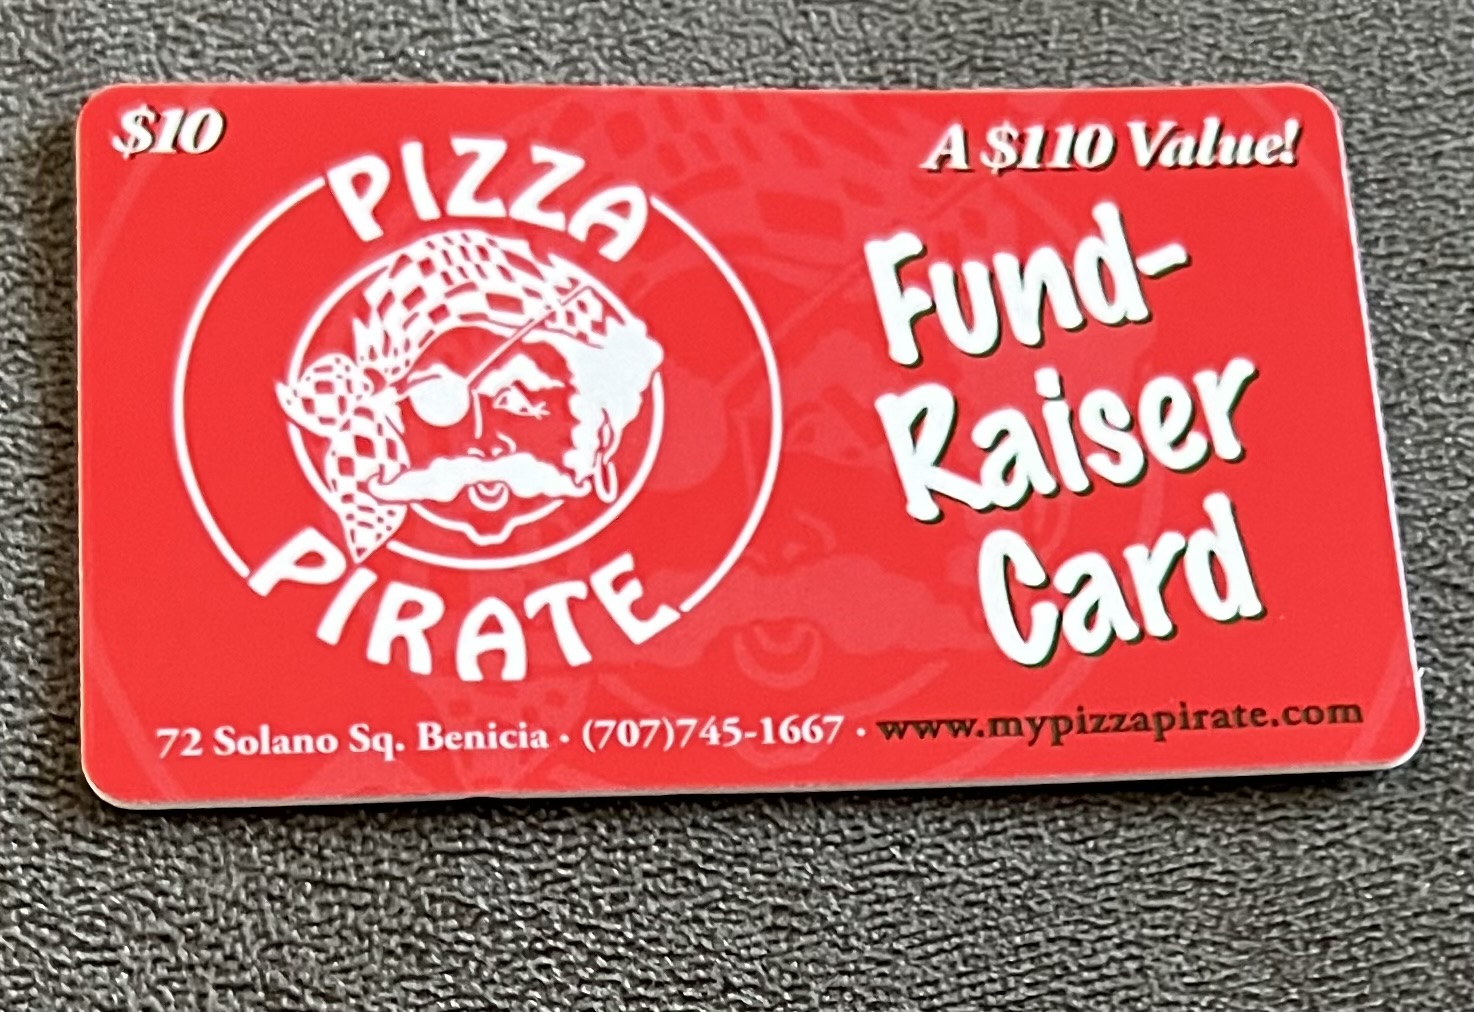 $10
A $110 Value!
PIZZA
PIRATE
Fund-
Raiser
Card
72 Solano Sq. Benicia · (707)745-1667 · www.mypizzapirate.com